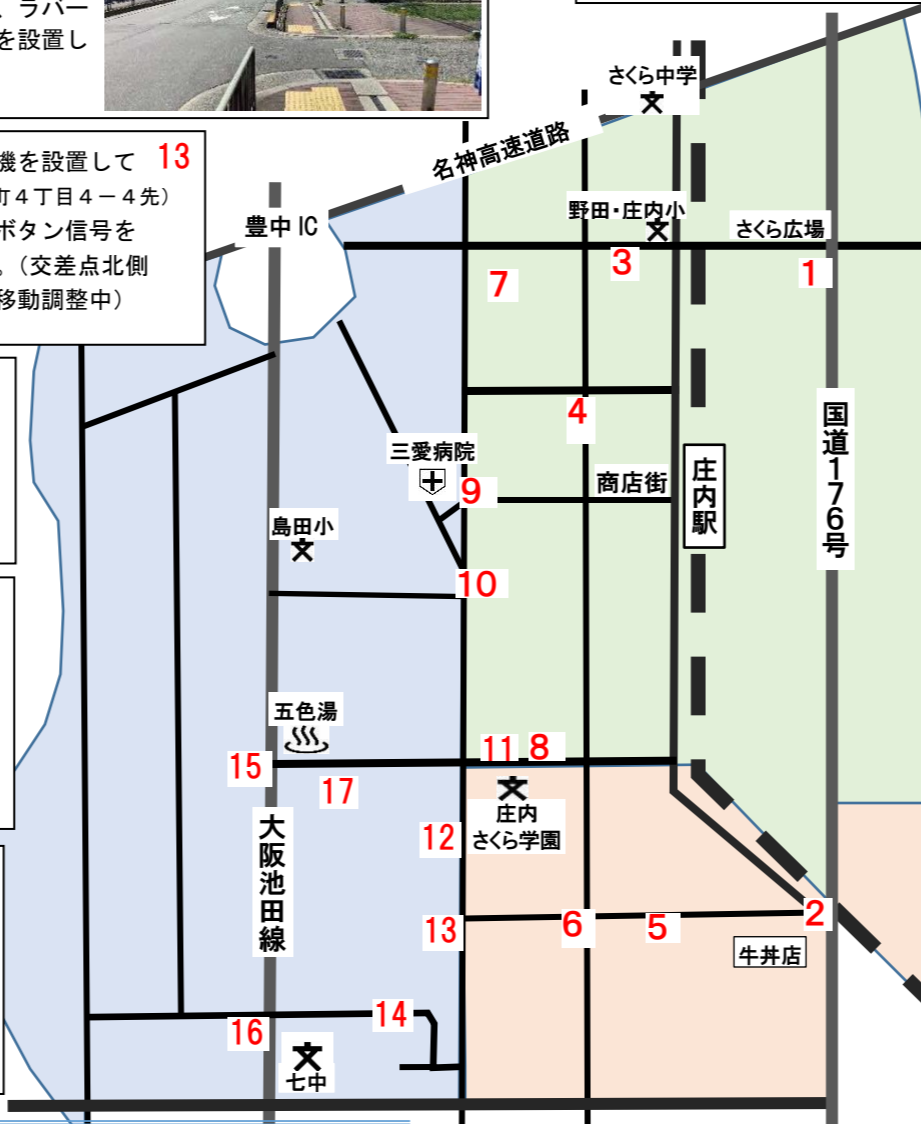 、ラバー
を設置し
機を設置して 13
町４丁目４－４先）
ボタン信号を
。（交差点北側
移動調整中）
さくら中学
名神高速道路
豊中 IC
野田・庄内小
さくら広場
3
1
7
4
国道１７６号
三愛病院
9
商店街
庄内駅
島田小
10
五色湯
15
17
11
8
庄内
さくら学園
12
大阪池田線
13
6
5
2
牛丼店
14
16
七中